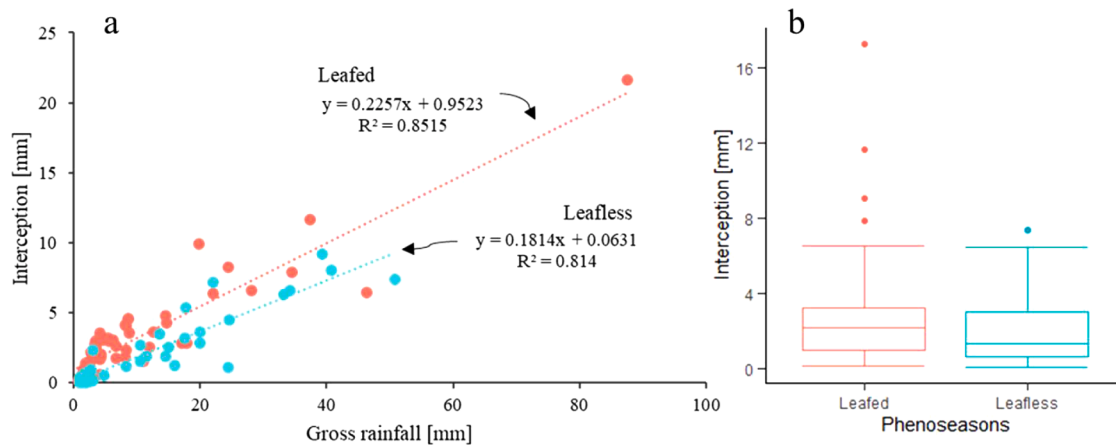 a
25
20
15
10
5
0
Interception [mm]
Leafed
y = 0.2257x + 0.9523
R² = 0.8515
Leafless
y = 0.1814x + 0.0631
R² = 0.814
0
20
40
60
80
100
Gross rainfall [mm]
b
16
12
8
4
0
Interception [mm]
Leafed
Leafless
Phenoseasons